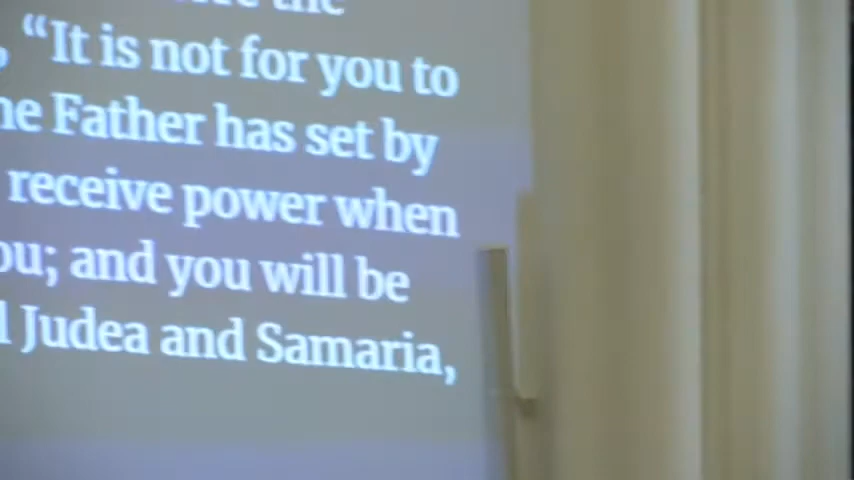 the
, “It is not for you to
he Father has set by
receive power when
ou; and you will be
l Judea and Samaria,